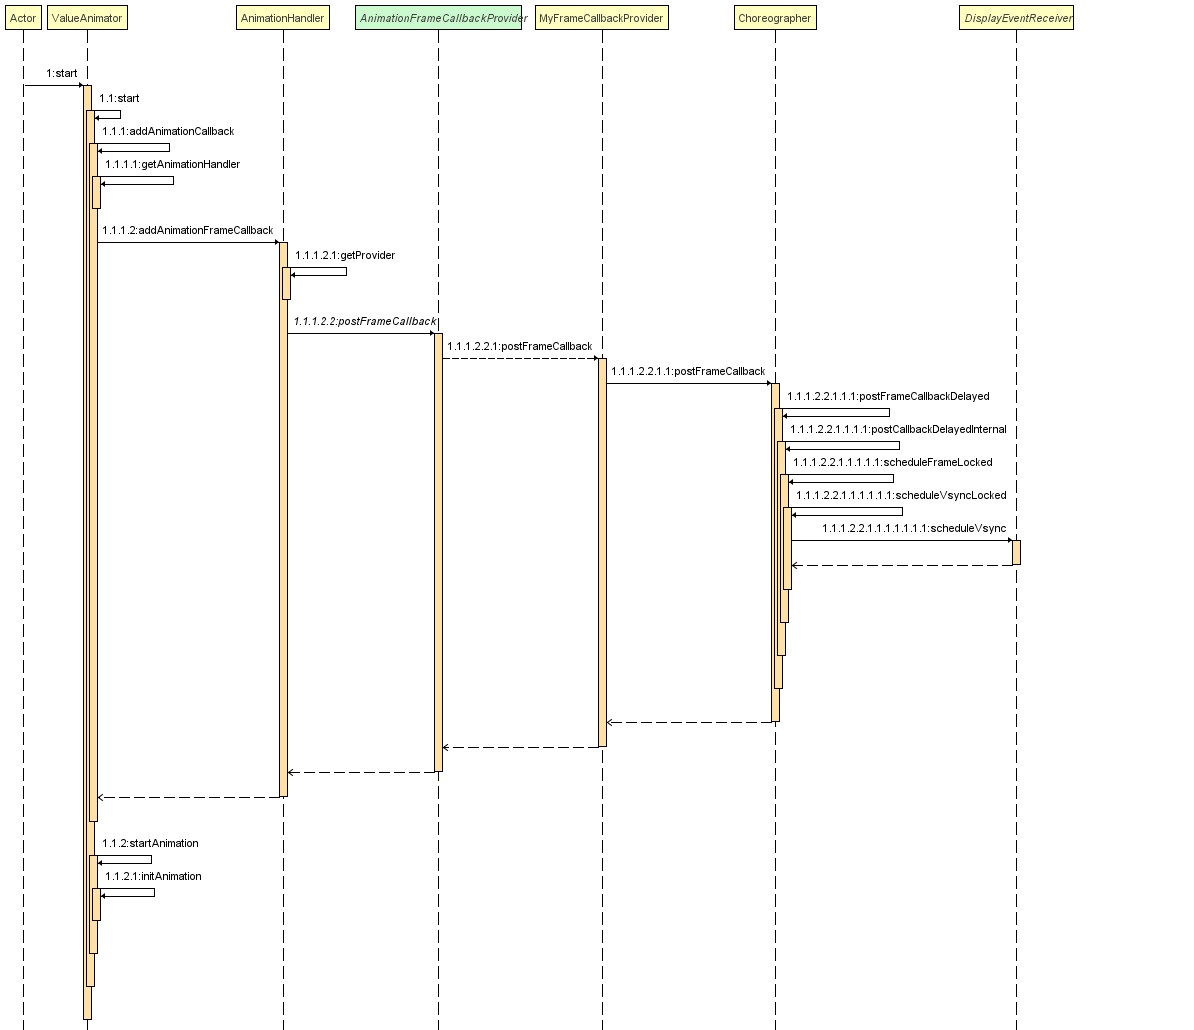 Actor
ValueAnimator
AnimationHandler
AnimationFrameCallbackProvider
MyFrameCallbackProvider
Choreographer
DisplayEventReceiver
1:start
1.1:start
1.1.1:addAnimationCallback
1.1.1.1:getAnimationHandler
1.1.1.2:addAnimationFrameCallback
1.1.1.2.1:getProvider
1.1.1.2.2:postFrameCallback
1.1.1.2.2.1:postFrameCallback
1.1.1.2.2.1.1:postFrameCallback
1.1.1.2.2.1.1.1:postFrameCallbackDelayed
1.1.1.2.2.1.1.1.1:postCallbackDelayedInternal
1.1.1.2.2.1.1.1.1.1:scheduleFrameLocked
1.1.1.2.2.1.1.1.1.1.1:scheduleVsyncLocked
1.1.1.2.2.1.1.1.1.1.1.1:scheduleVsync
1.1.2:startAnimation
1.1.2.1:initAnimation